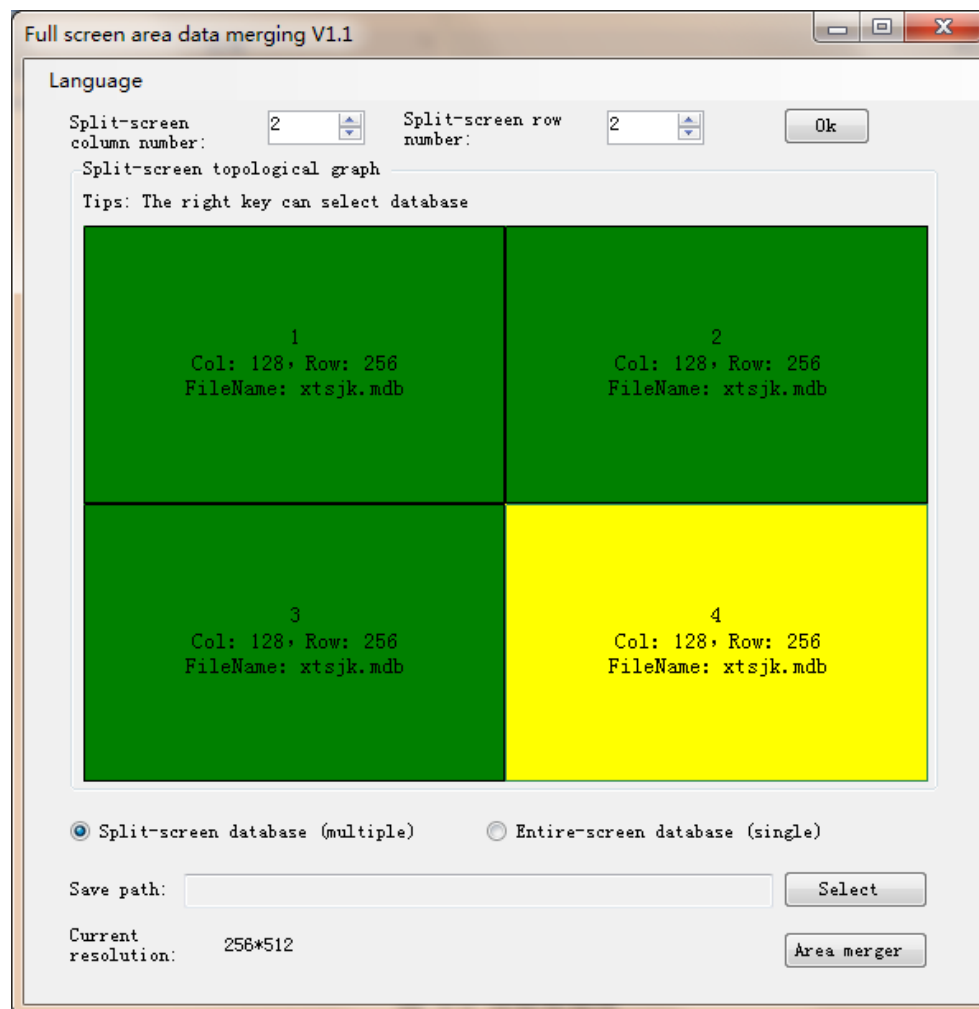 Full screen area data merging V1.1
Language
Split-screen
column number:
2
Split-screen row
number:
2
Ok
Split-screen topological graph
Tips: The right key can select database
1
Col: 128, Row: 256
FileName: xtsjk.mdb
2
Col: 128, Row: 256
FileName: xtsjk.mdb
3
Col: 128, Row: 256
FileName: xtsjk.mdb
4
Col: 128, Row: 256
FileName: xtsjk.mdb
Split-screen database (multiple)
Entire-screen database (single)
Save path:
Select
Current
resolution:
256*512
Area merger